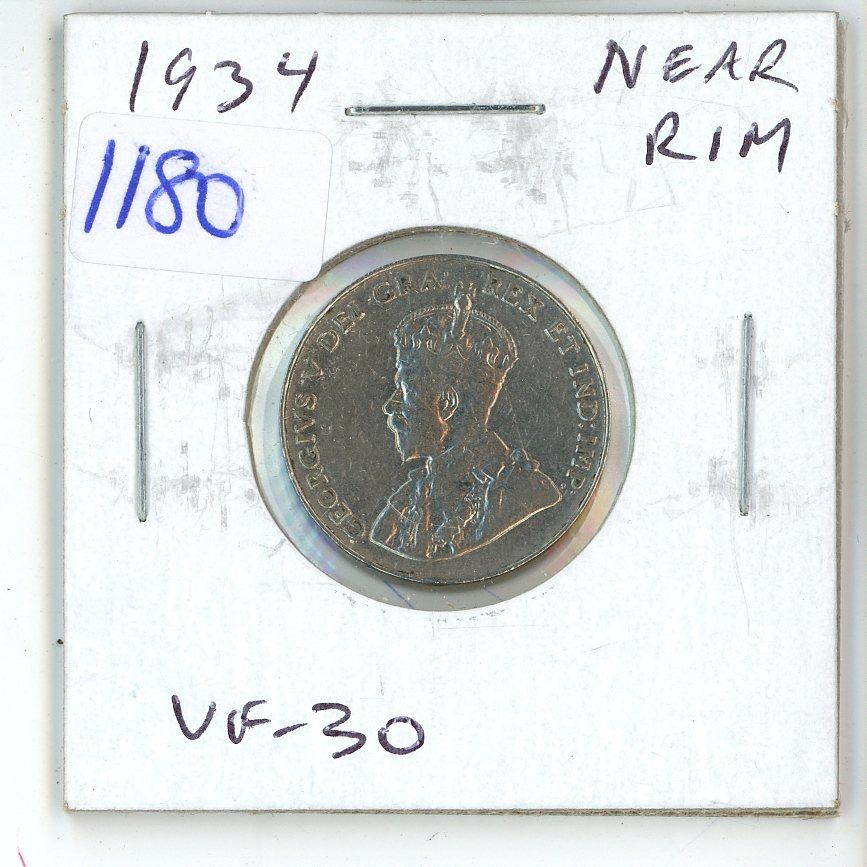 1934
NEAR
RIM
1180
GEORGIVS V DEI GRA: REX ET IND: IMP:
VF-30